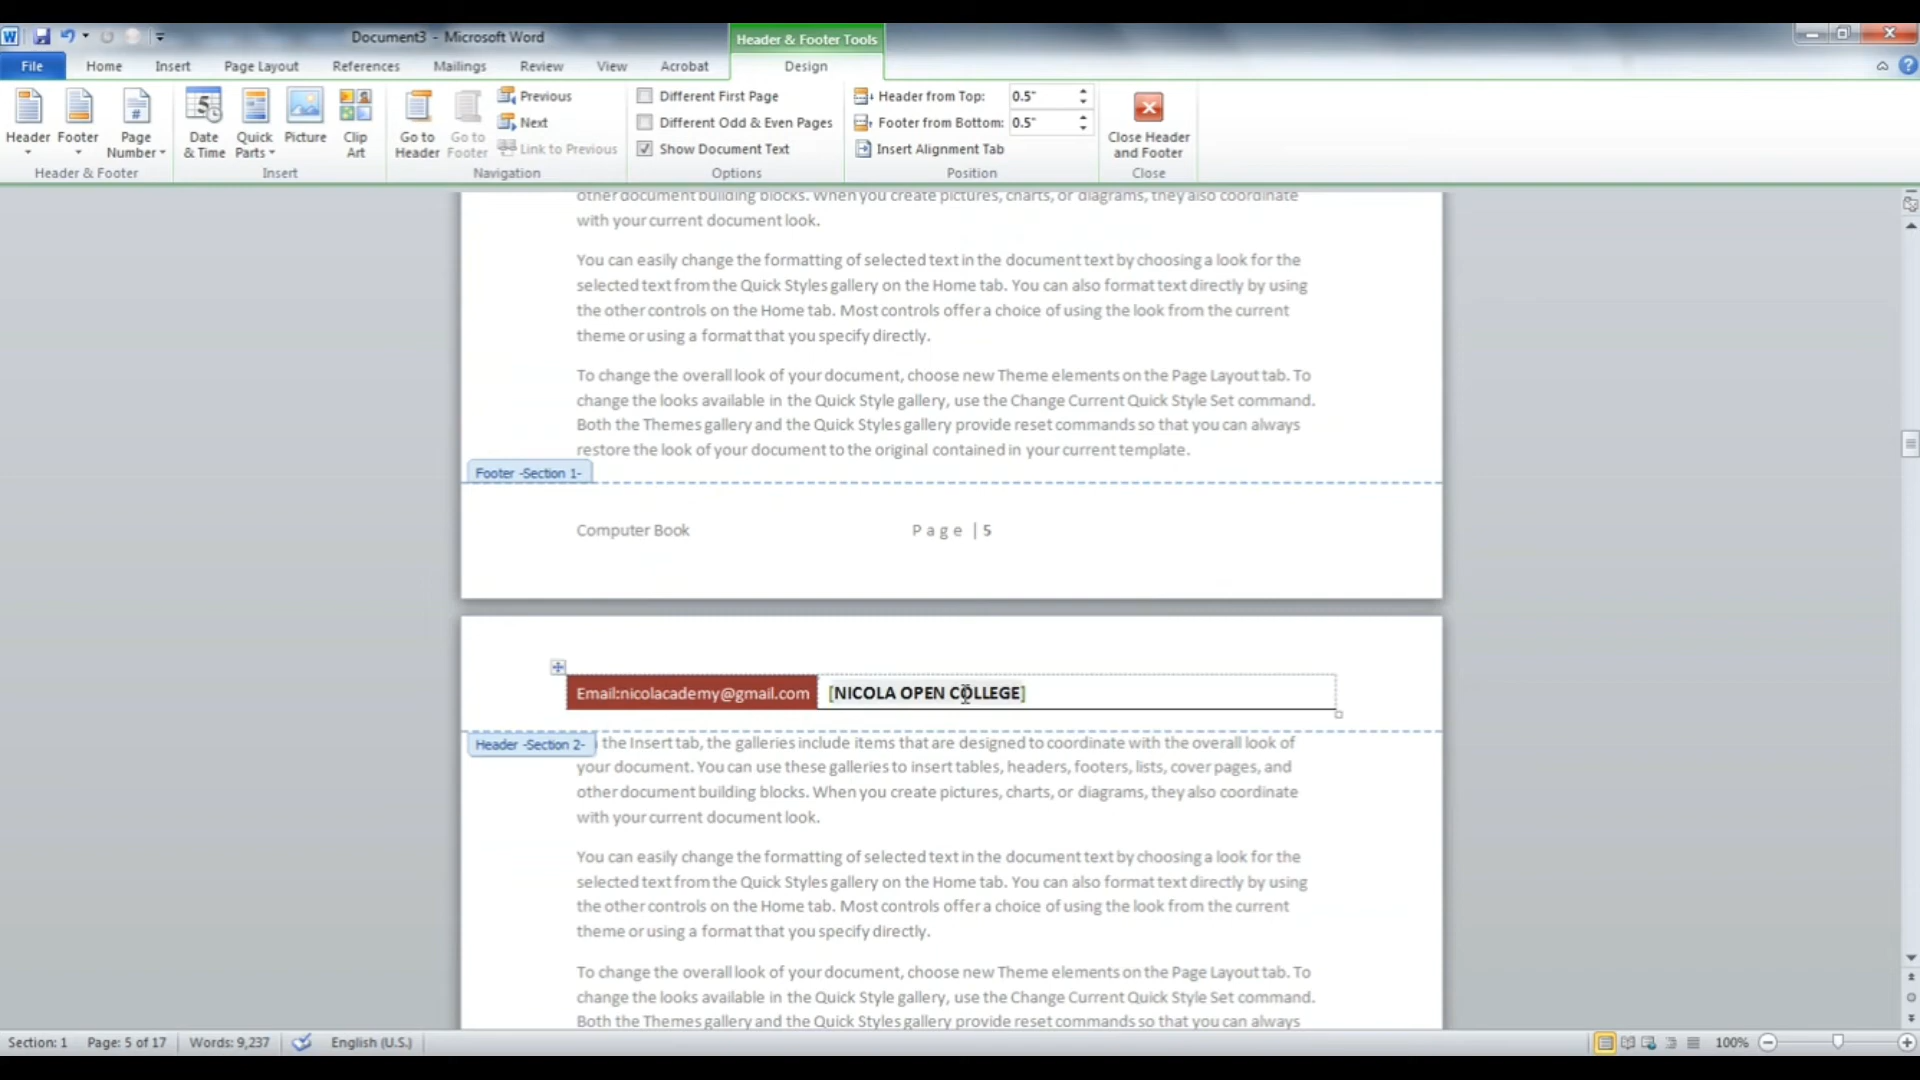 Document3 - Microsoft Word
Header & Footer Tools
File Home Insert Page Layout References Mailings Review View Acrobat Design
Header
Footer
Page Number
Header & Footer
Date & Time
Quick Parts
Picture
Clip Art
Insert
Go to Header
Go to Footer
Previous
Next
Link to Previous
Navigation
Different First Page
Different Odd & Even Pages
Show Document Text
Options
Header from Top: 0.5"
Footer from Bottom: 0.5"
Insert Alignment Tab
Position
Close Header and Footer
Close
other document building blocks. When you create pictures, charts, or diagrams, they also coordinate
with your current document look.
You can easily change the formatting of selected text in the document text by choosing a look for the
selected text from the Quick Styles gallery on the Home tab. You can also format text directly by using
the other controls on the Home tab. Most controls offer a choice of using the look from the current
theme or using a format that you specify directly.
To change the overall look of your document, choose new Theme elements on the Page Layout tab. To
change the looks available in the Quick Style gallery, use the Change Current Quick Style Set command.
Both the Themes gallery and the Quick Styles gallery provide reset commands so that you can always
restore the look of your document to the original contained in your current template.
Footer -Section 1-
Computer Book P a g e | 5
Email:nicolacademy@gmail.com [NICOLA OPEN COLLEGE]
Header -Section 2-
the Insert tab, the galleries include items that are designed to coordinate with the overall look of
your document. You can use these galleries to insert tables, headers, footers, lists, cover pages, and
other document building blocks. When you create pictures, charts, or diagrams, they also coordinate
with your current document look.
You can easily change the formatting of selected text in the document text by choosing a look for the
selected text from the Quick Styles gallery on the Home tab. You can also format text directly by using
the other controls on the Home tab. Most controls offer a choice of using the look from the current
theme or using a format that you specify directly.
To change the overall look of your document, choose new Theme elements on the Page Layout tab. To
change the looks available in the Quick Style gallery, use the Change Current Quick Style Set command.
Both the Themes gallery and the Quick Styles gallery provide reset commands so that you can always
Section: 1 Page: 5 of 17 Words: 9,237 English (U.S.) 100%